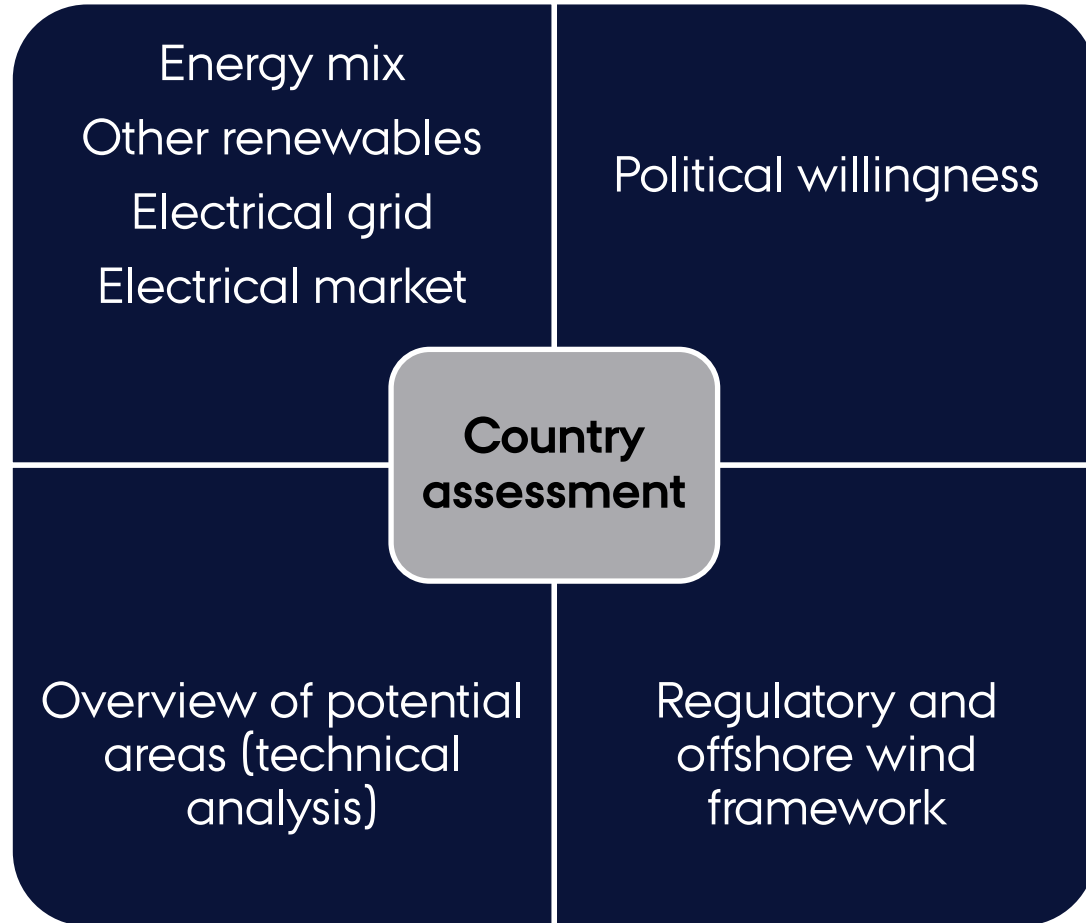 Energy mix
Other renewables
Electrical grid
Electrical market
Political willingness
Country
assessment
Overview of potential
areas (technical
analysis)
Regulatory and
offshore wind
framework